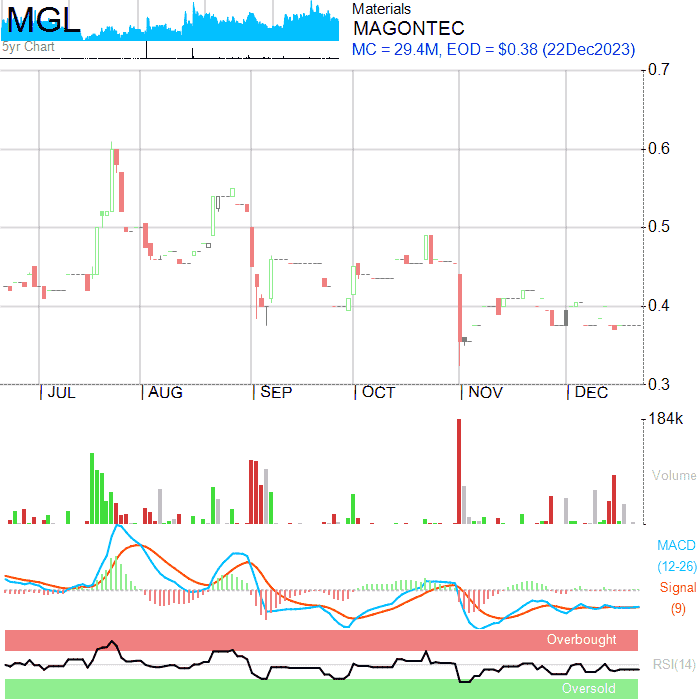 MGL
5yr Chart
Materials
MAGONTEC
MC = 29.4M, EOD = $0.38 (22Dec2023)
0.7
0.6
0.5
0.4
0.3
JUL
AUG
SEP
OCT
NOV
DEC
184k
Volume
MACD
(12-26)
Signal
(9)
Overbought
RSI(14)
Oversold